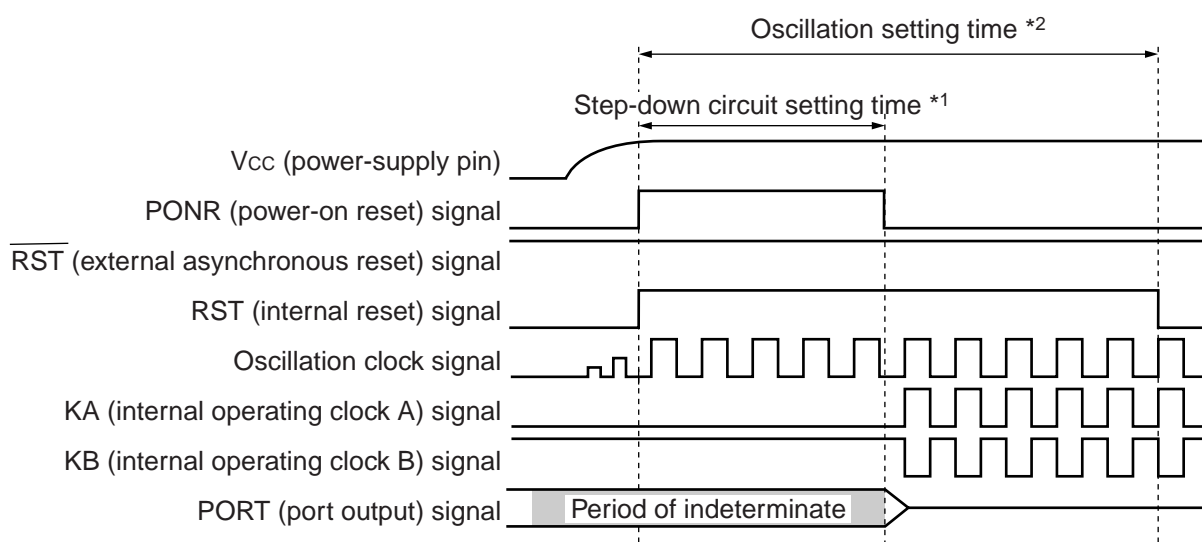 Oscillation setting time *2
Step-down circuit setting time *1
Vcc (power-supply pin)
PONR (power-on reset) signal
RST (external asynchronous reset) signal
RST (internal reset) signal
Oscillation clock signal
KA (internal operating clock A) signal
KB (internal operating clock B) signal
PORT (port output) signal
Period of indeterminate